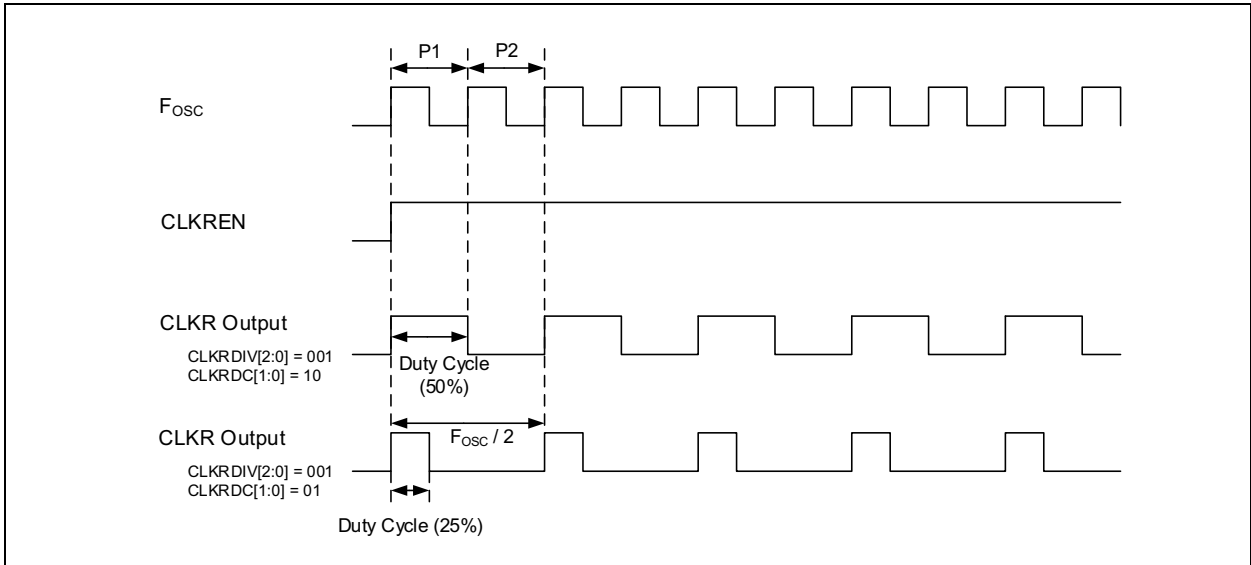 P1 P2
FOSC
CLKREN
CLKR Output
CLKRDIV[2:0] = 001
CLKRDC[1:0] = 10
Duty Cycle
(50%)
FOSC / 2
CLKR Output
CLKRDIV[2:0] = 001
CLKRDC[1:0] = 01
Duty Cycle (25%)